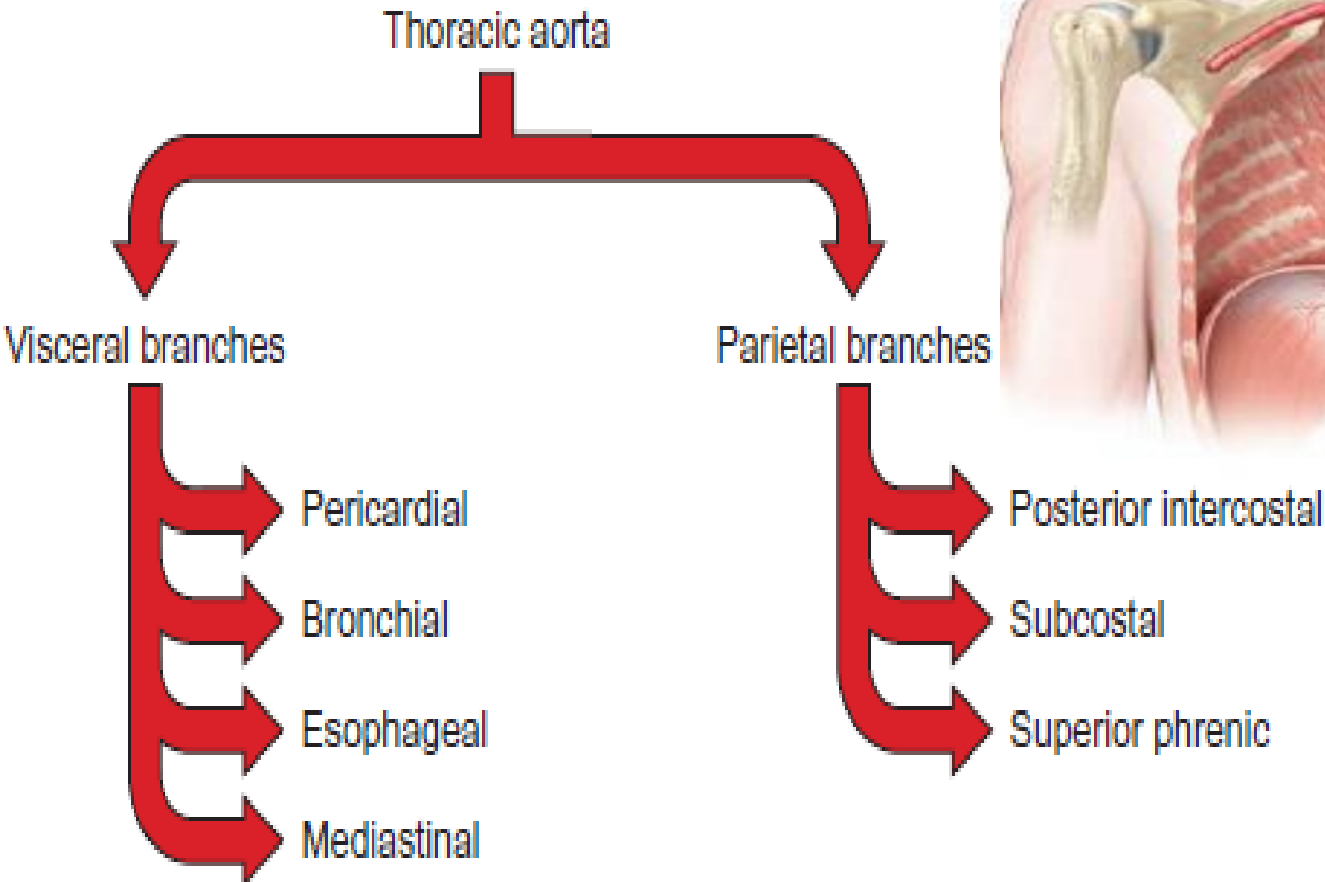 Thoracic aorta
Visceral branches
Pericardial
Bronchial
Esophageal
Mediastinal
Parietal branches
Posterior intercostal
Subcostal
Superior phrenic